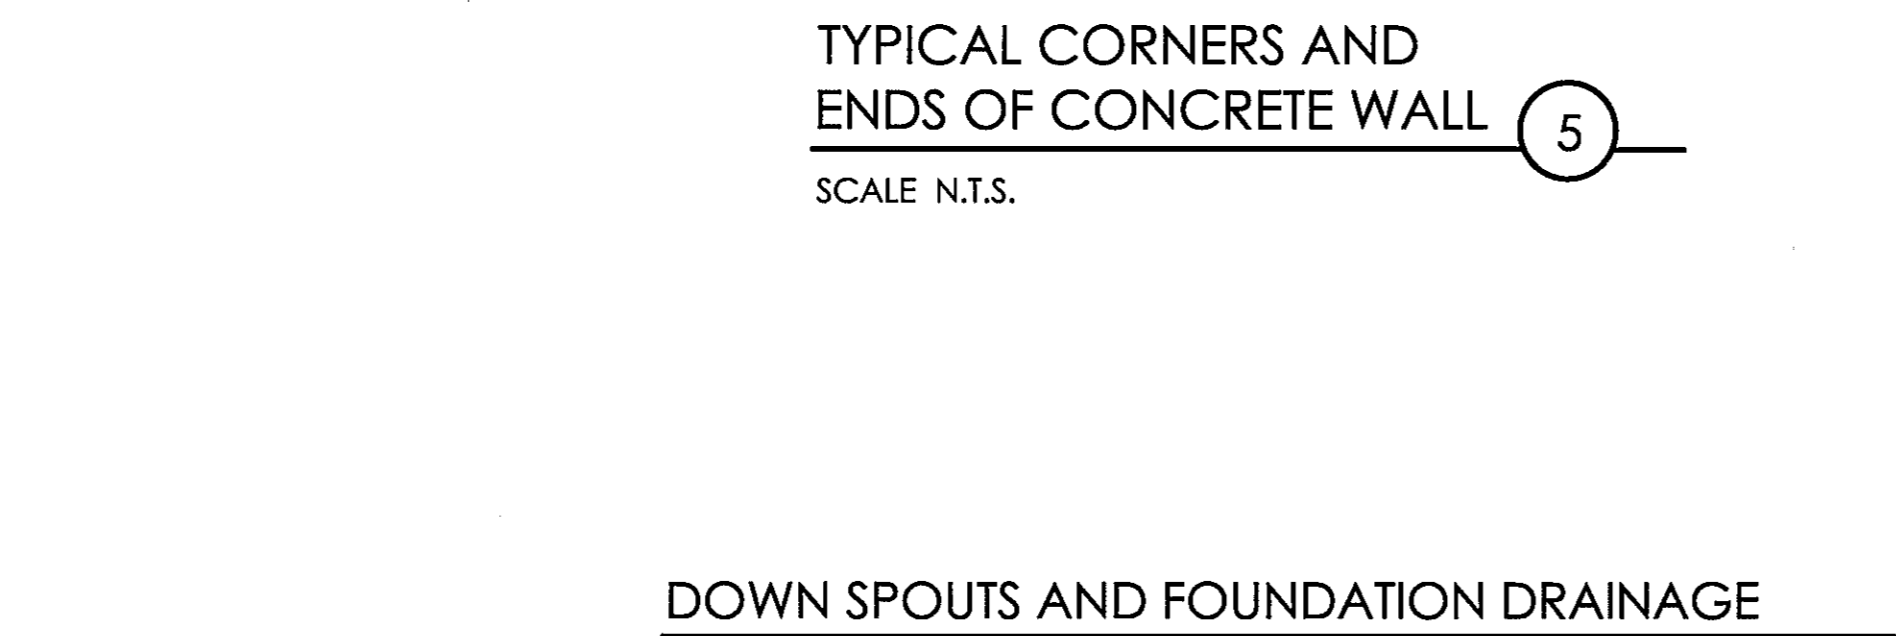 TYPICAL CORNERS AND
ENDS OF CONCRETE WALL 5
SCALE N.T.S.
DOWN SPOUTS AND FOUNDATION DRAINAGE